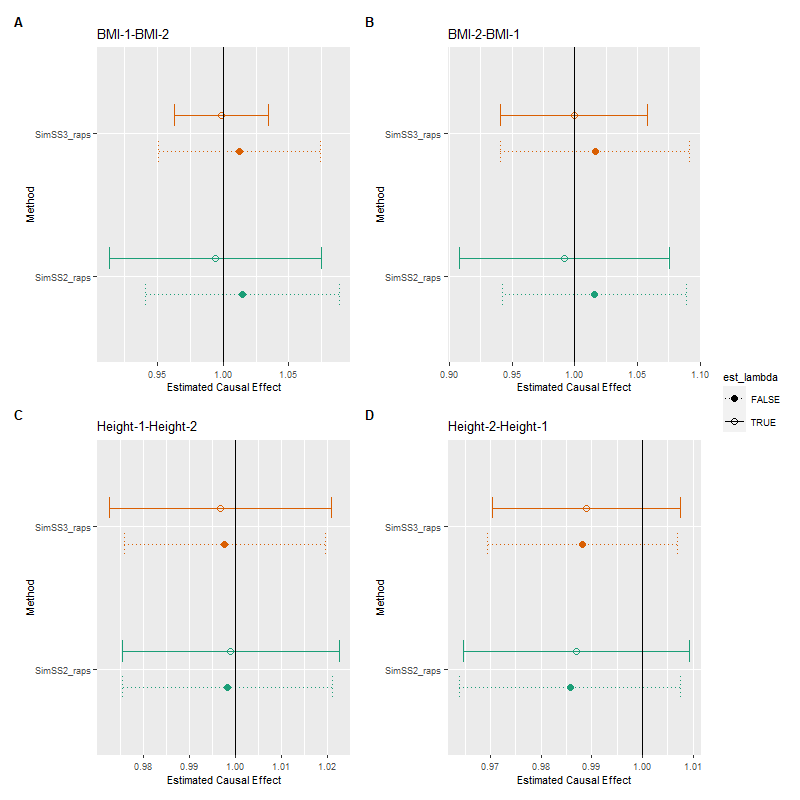 A
BMI-1-BMI-2
SimSS3_raps
SimSS2_raps
Method
0.95 1.00 1.05
Estimated Causal Effect
B
BMI-2-BMI-1
SimSS3_raps
SimSS2_raps
Method
0.90 0.95 1.00 1.05 1.10
Estimated Causal Effect
est_lambda
FALSE
TRUE
C
Height-1-Height-2
SimSS3_raps
SimSS2_raps
Method
0.98 0.99 1.00 1.01 1.02
Estimated Causal Effect
D
Height-2-Height-1
SimSS3_raps
SimSS2_raps
Method
0.97 0.98 0.99 1.00 1.01
Estimated Causal Effect